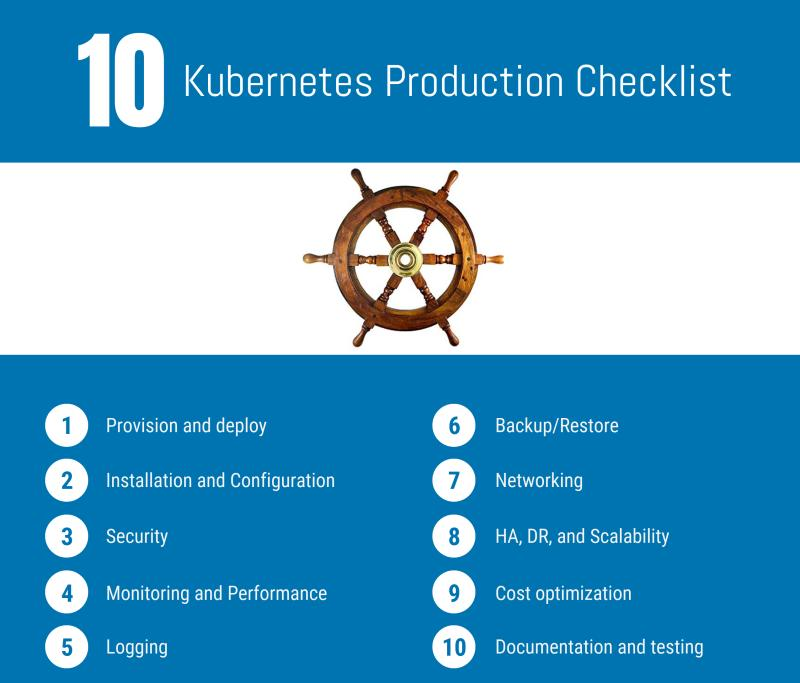 10 Kubernetes Production Checklist
1 Provision and deploy
2 Installation and Configuration
3 Security
4 Monitoring and Performance
5 Logging
6 Backup/Restore
7 Networking
8 HA, DR, and Scalability
9 Cost optimization
10 Documentation and testing